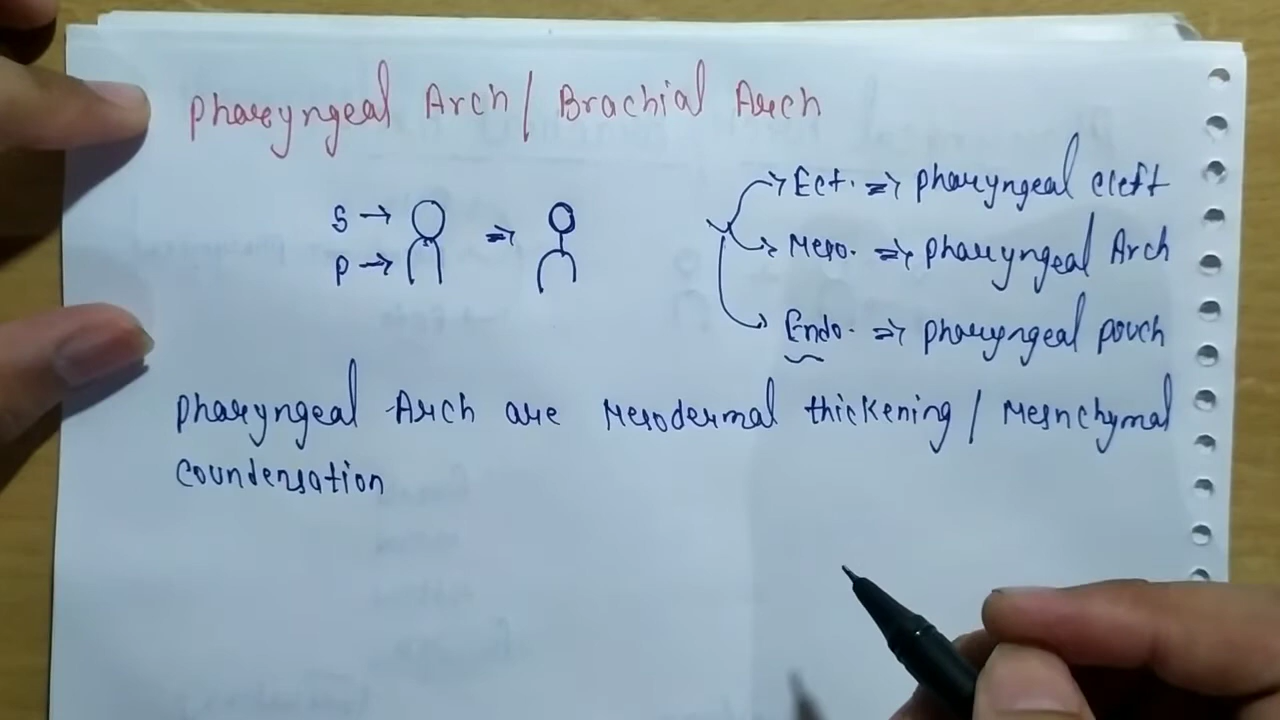 Pharyngeal Arch / Brachial Arch
S →
P →
⇒
Ect. ⇒ pharyngeal cleft
Meso. ⇒ pharyngeal Arch
Endo. ⇒ pharyngeal pouch
pharyngeal Arch are Mesodermal thickening / Mesnchymal
Coundensation